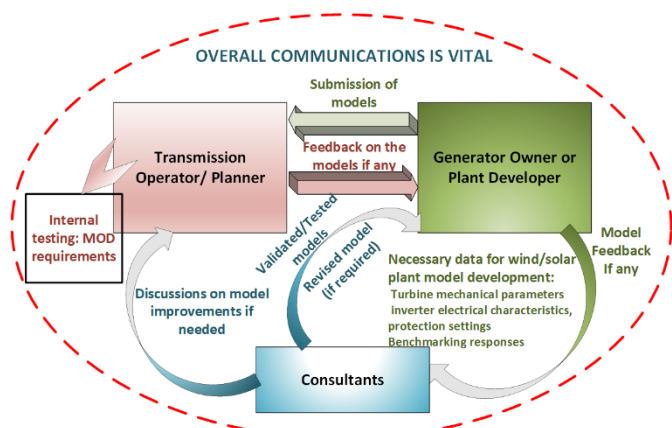 OVERALL COMMUNICATIONS IS VITAL
Submission of
models
Transmission
Operator/ Planner
Feedback on the
models if any
Generator Owner or
Plant Developer
Internal
testing: MOD
requirements
Validated/Tested
models
Revised model
(if required)
Model
Feedback
If any
Necessary data for wind/solar
plant model development:
Turbine mechanical parameters
inverter electrical characteristics,
protection settings
Benchmarking responses
Discussions on model
improvements if
needed
Consultants